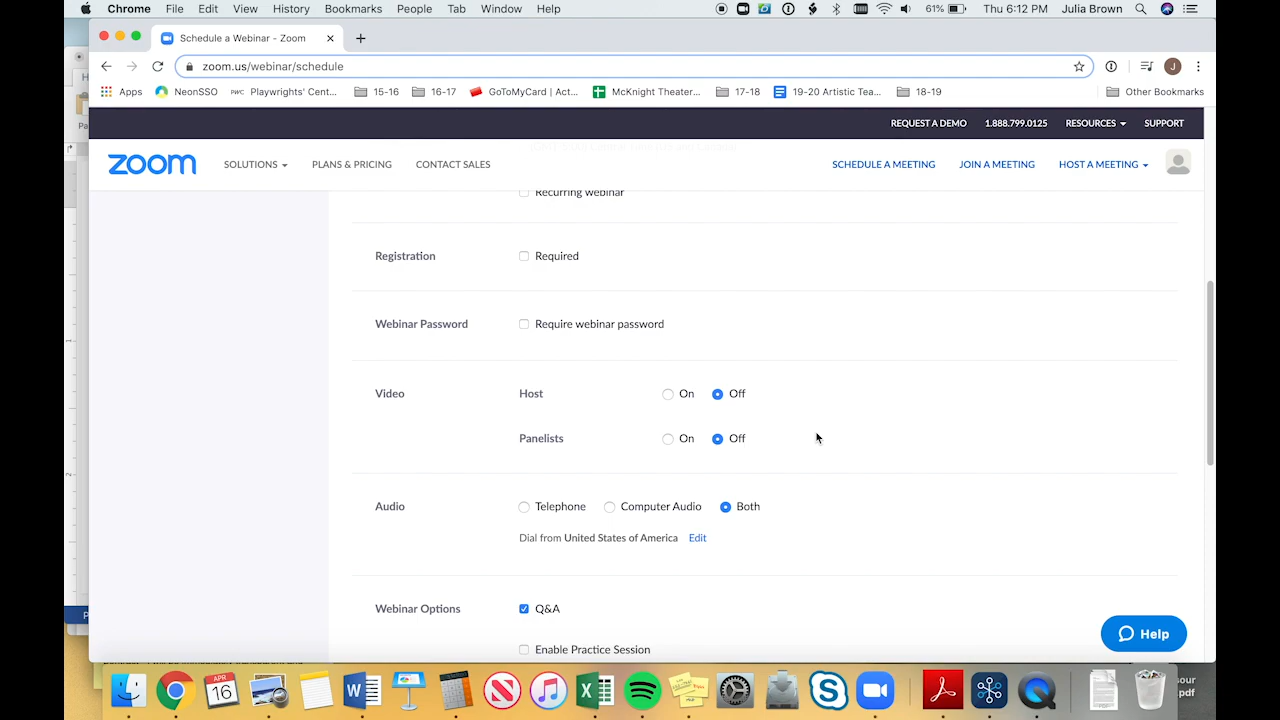 Chrome File Edit View History Bookmarks People Tab Window Help 61% Thu 6:12 PM Julia Brown
Schedule a Webinar - Zoom
zoom.us/webinar/schedule J
Apps NeonSSO PWC Playwrights' Cent... 15-16 16-17 GoToMyCard | Act... McKnight Theater... 17-18 19-20 Artistic Tea... 18-19 Other Bookmarks
REQUEST A DEMO 1.888.799.0125 RESOURCES SUPPORT
zoom SOLUTIONS PLANS & PRICING CONTACT SALES SCHEDULE A MEETING JOIN A MEETING HOST A MEETING
Recurring webinar
Registration Required
Webinar Password Require webinar password
Video Host On Off
Panelists On Off
Audio Telephone Computer Audio Both
Dial from United States of America Edit
Webinar Options Q&A
Help
Enable Practice Session
APR
16
our
pdf